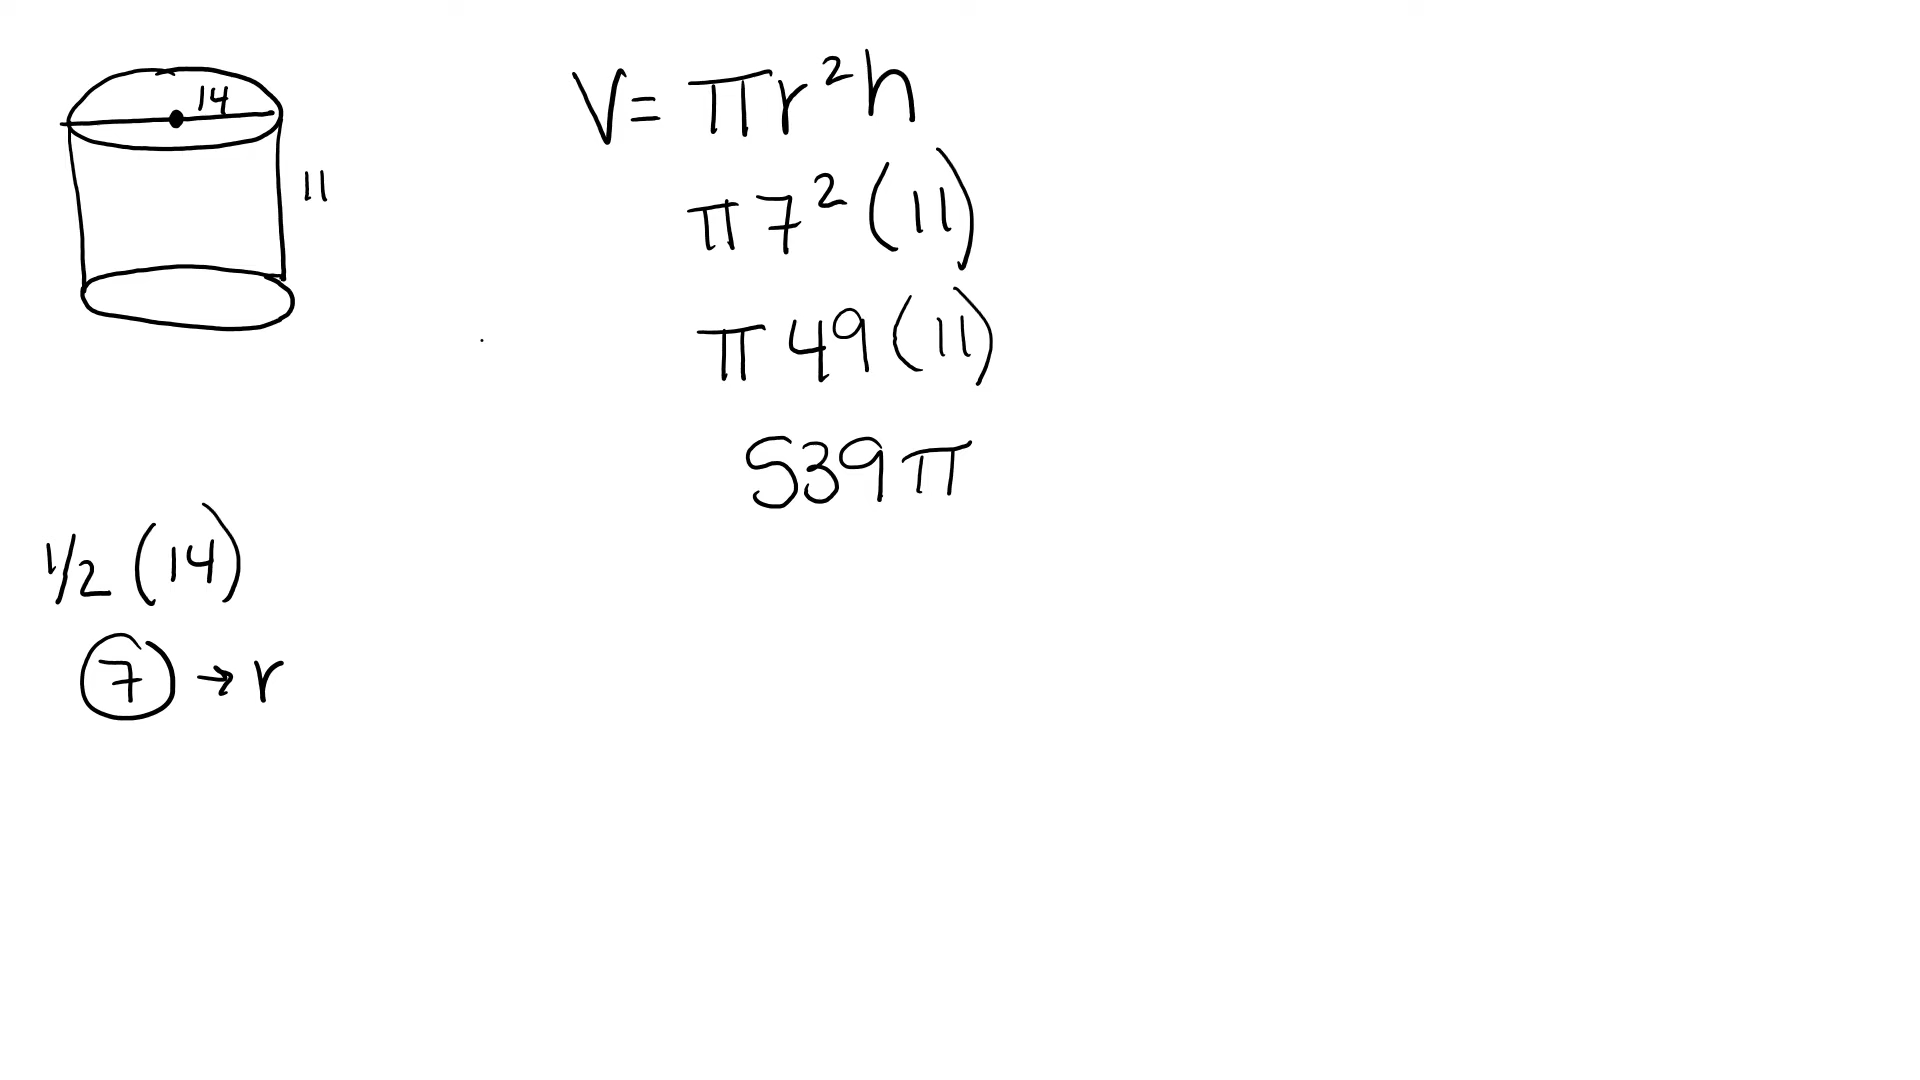 14
11
V= πr²h
π7²(11)
π49(11)
539π
1/2 (14)
7 → r